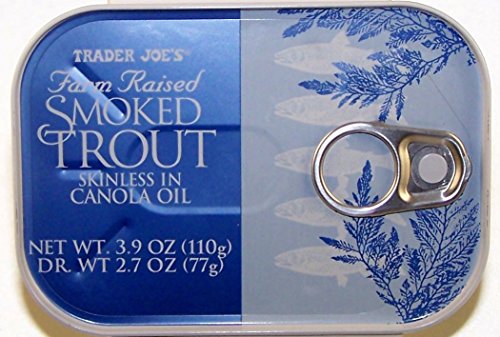 TRADER JOE'S™
Farm Raised
SMOKED
TROUT
SKINLESS IN
CANOLA OIL
NET WT. 3.9 OZ (110g)
DR. WT 2.7 OZ (77g)